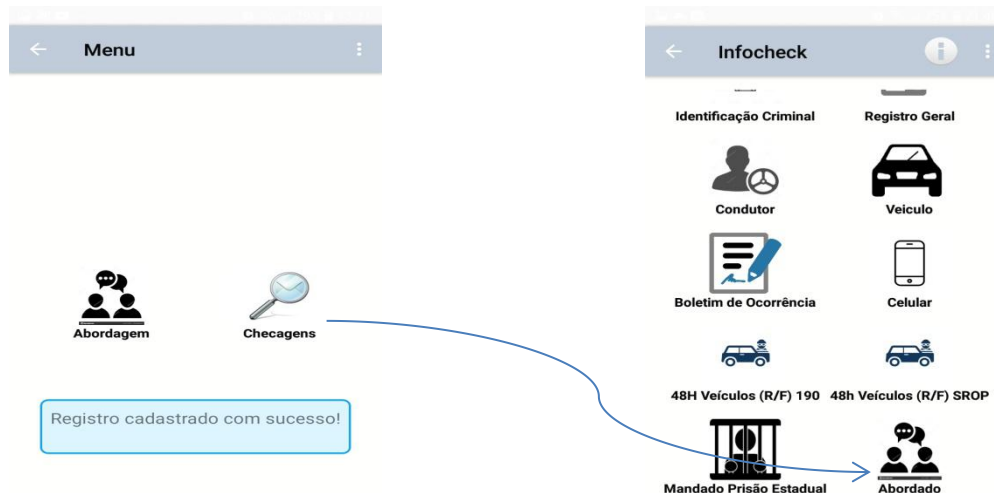 Menu
Abordagem
Checagens
Registro cadastrado com sucesso!
Infocheck
Identificação Criminal
Registro Geral
Condutor
Veiculo
Boletim de Ocorrência
Celular
48H Veículos (R/F) 190
48h Veículos (R/F) SROP
Mandado Prisão Estadual
Abordado